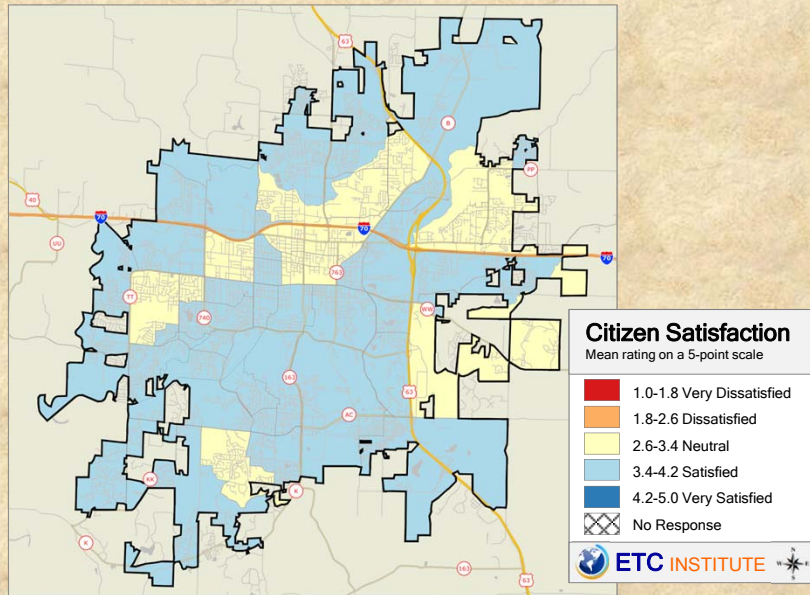 63
B
PP
40
70
UU
70
70
763
TT
740
WW
163
63
AC
KK
K
K
163
63
Citizen Satisfaction
Mean rating on a 5-point scale
1.0-1.8 Very Dissatisfied
1.8-2.6 Dissatisfied
2.6-3.4 Neutral
3.4-4.2 Satisfied
4.2-5.0 Very Satisfied
No Response
ETC INSTITUTE
N
W E
S